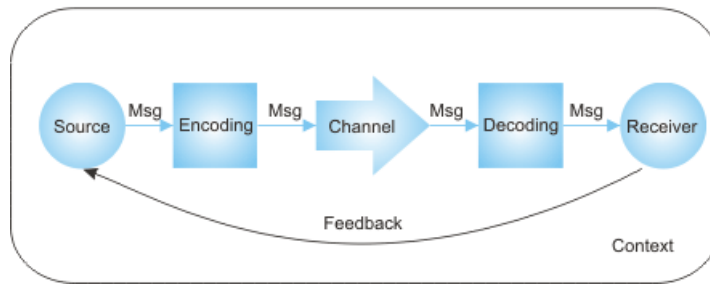 Msg Msg Msg Msg
Source Encoding Channel Decoding Receiver
Feedback
Context